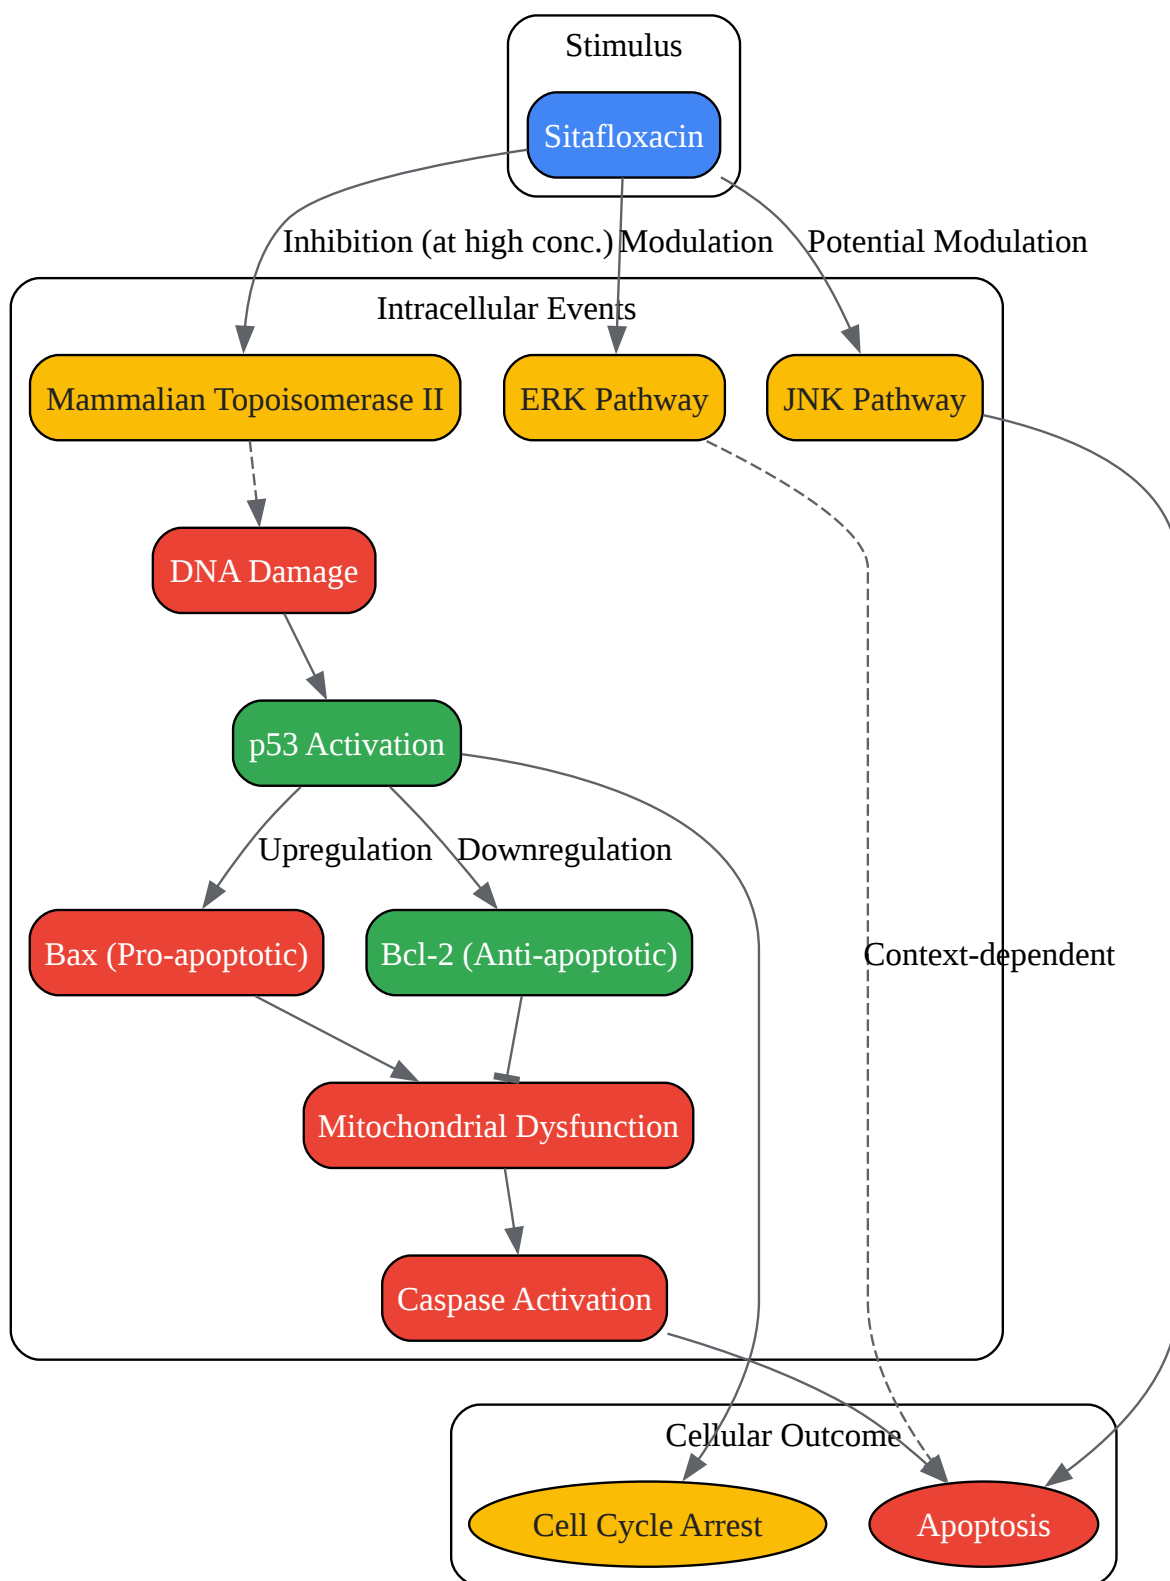 Stimulus
Sitafloxacin
Inhibition (at high conc.)
Modulation
Potential Modulation
Intracellular Events
Mammalian Topoisomerase II
ERK Pathway
JNK Pathway
DNA Damage
p53 Activation
Upregulation
Downregulation
Bax (Pro-apoptotic)
Bcl-2 (Anti-apoptotic)
Context-dependent
Mitochondrial Dysfunction
Caspase Activation
Cellular Outcome
Cell Cycle Arrest
Apoptosis